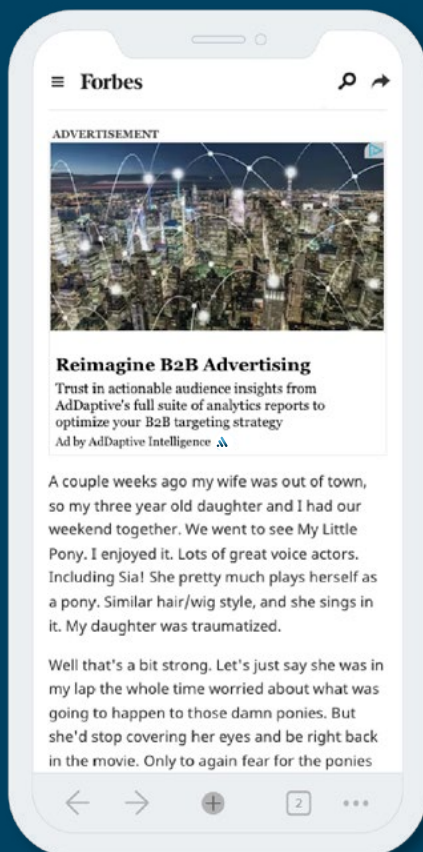 Forbes
ADVERTISEMENT
Reimagine B2B Advertising
Trust in actionable audience insights from
AdDaptive's full suite of analytics reports to
optimize your B2B targeting strategy
Ad by AdDaptive Intelligence
A couple weeks ago my wife was out of town,
so my three year old daughter and I had our
weekend together. We went to see My Little
Pony. I enjoyed it. Lots of great voice actors.
Including Sia! She pretty much plays herself as
a pony. Similar hair/wig style, and she sings in
it. My daughter was traumatized.
Well that's a bit strong. Let's just say she was in
my lap the whole time worried about what was
going to happen to those damn ponies. But
she'd stop covering her eyes and be right back
in the movie. Only to again fear for the ponies
2